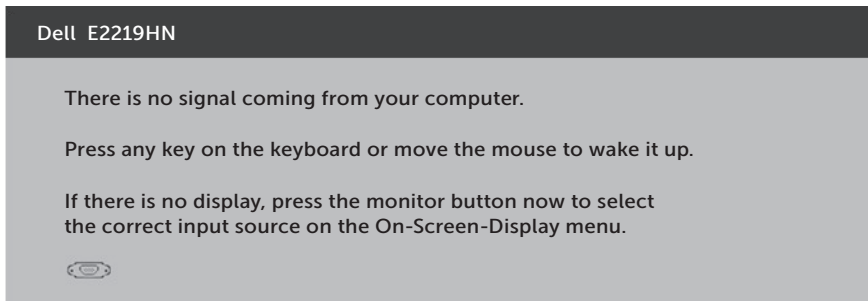 Dell E2219HN
There is no signal coming from your computer.
Press any key on the keyboard or move the mouse to wake it up.
If there is no display, press the monitor button now to select
the correct input source on the On-Screen-Display menu.